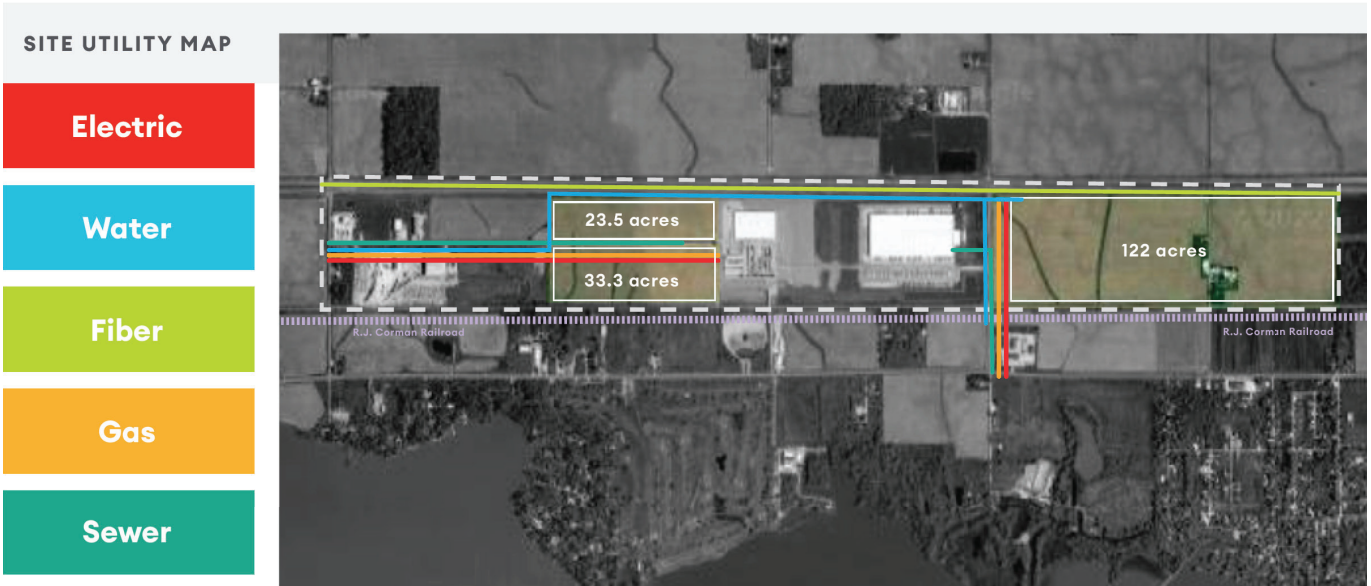 SITE UTILITY MAP
Electric
Water
Fiber
Gas
Sewer
23.5 acres
33.3 acres
122 acres
R.J. Corman Railroad
R.J. Corman Railroad